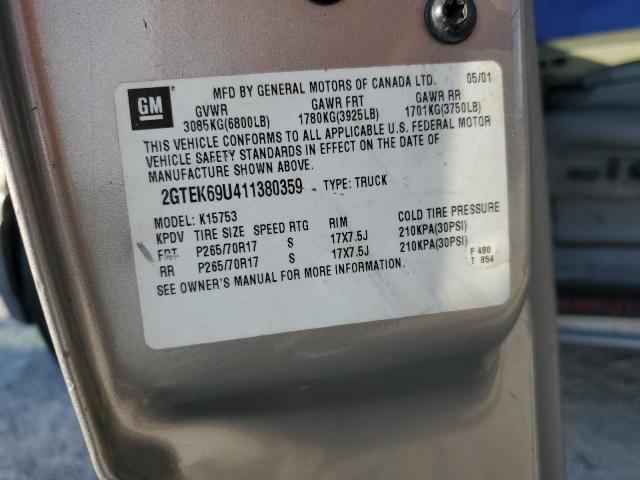 GM
MFD BY GENERAL MOTORS OF CANADA LTD. 05/01
GVWR GAWR FRT GAWR RR
3085KG(6800LB) 1780KG(3925LB) 1701KG(3750LB)
THIS VEHICLE CONFORMS TO ALL APPLICABLE U.S. FEDERAL MOTOR
VEHICLE SAFETY STANDARDS IN EFFECT ON THE DATE OF
MANUFACTURE SHOWN ABOVE.
2GTEK69U411380359 TYPE: TRUCK
MODEL: K15753
KPDV TIRE SIZE SPEED RTG RIM COLD TIRE PRESSURE
FRT P265/70R17 S 17X7.5J 210KPA(30PSI)
RR P265/70R17 S 17X7.5J 210KPA(30PSI)
SEE OWNER'S MANUAL FOR MORE INFORMATION.
F 480
T 854